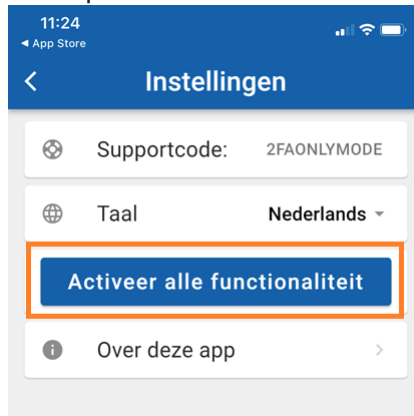 11:24
App Store
Instellingen
Supportcode: 2FAONLYMODE
Taal Nederlands
Activeer alle functionaliteit
Over deze app